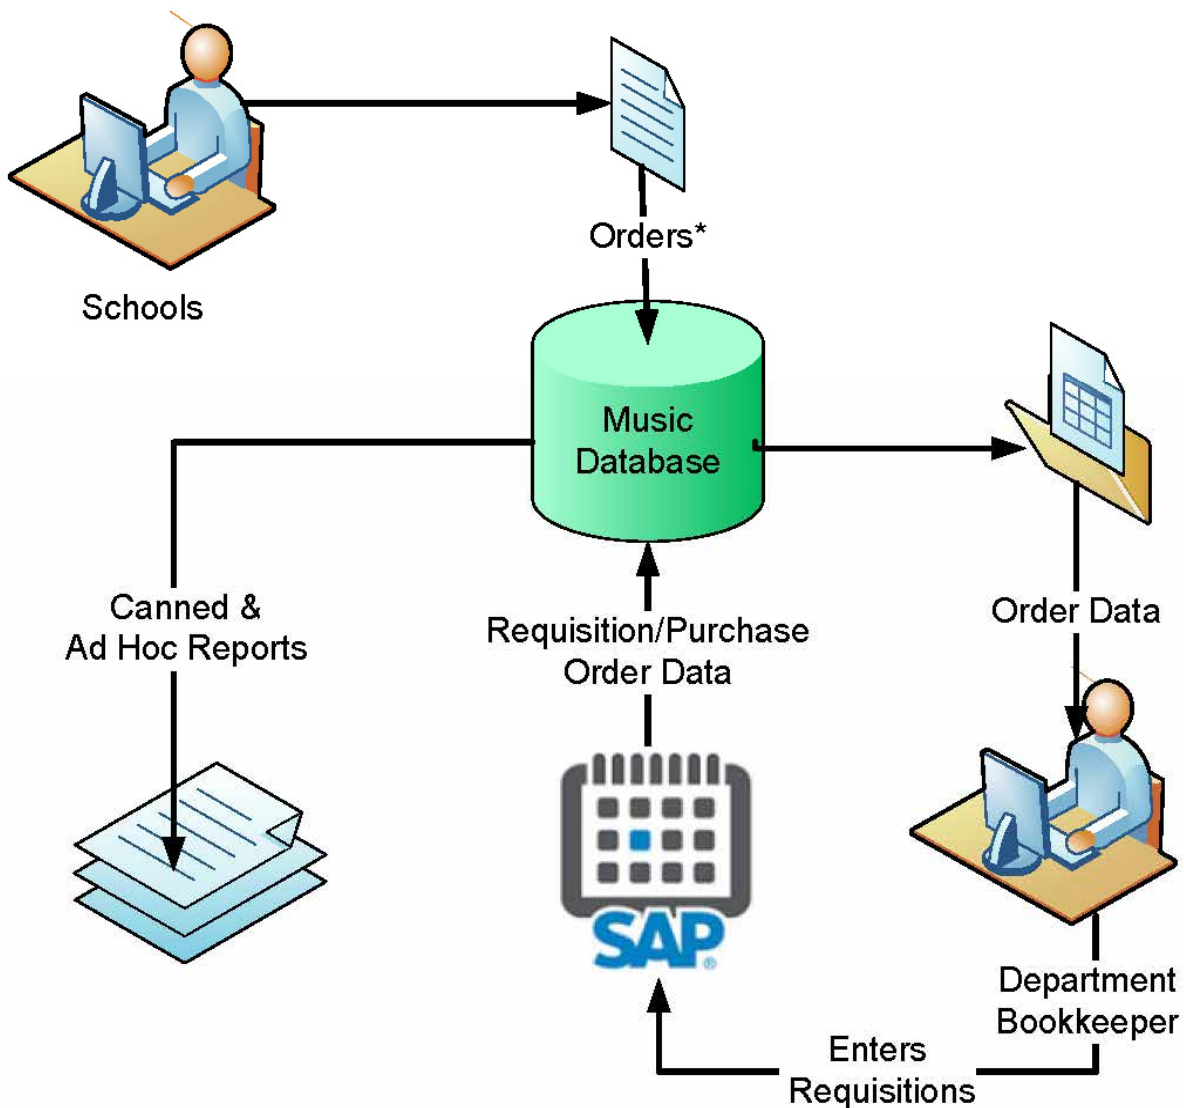 Schools
Orders*
Music
Database
Canned &
Ad Hoc Reports
Requisition/Purchase
Order Data
Order Data
SAP®
Department
Bookkeeper
Enters
Requisitions